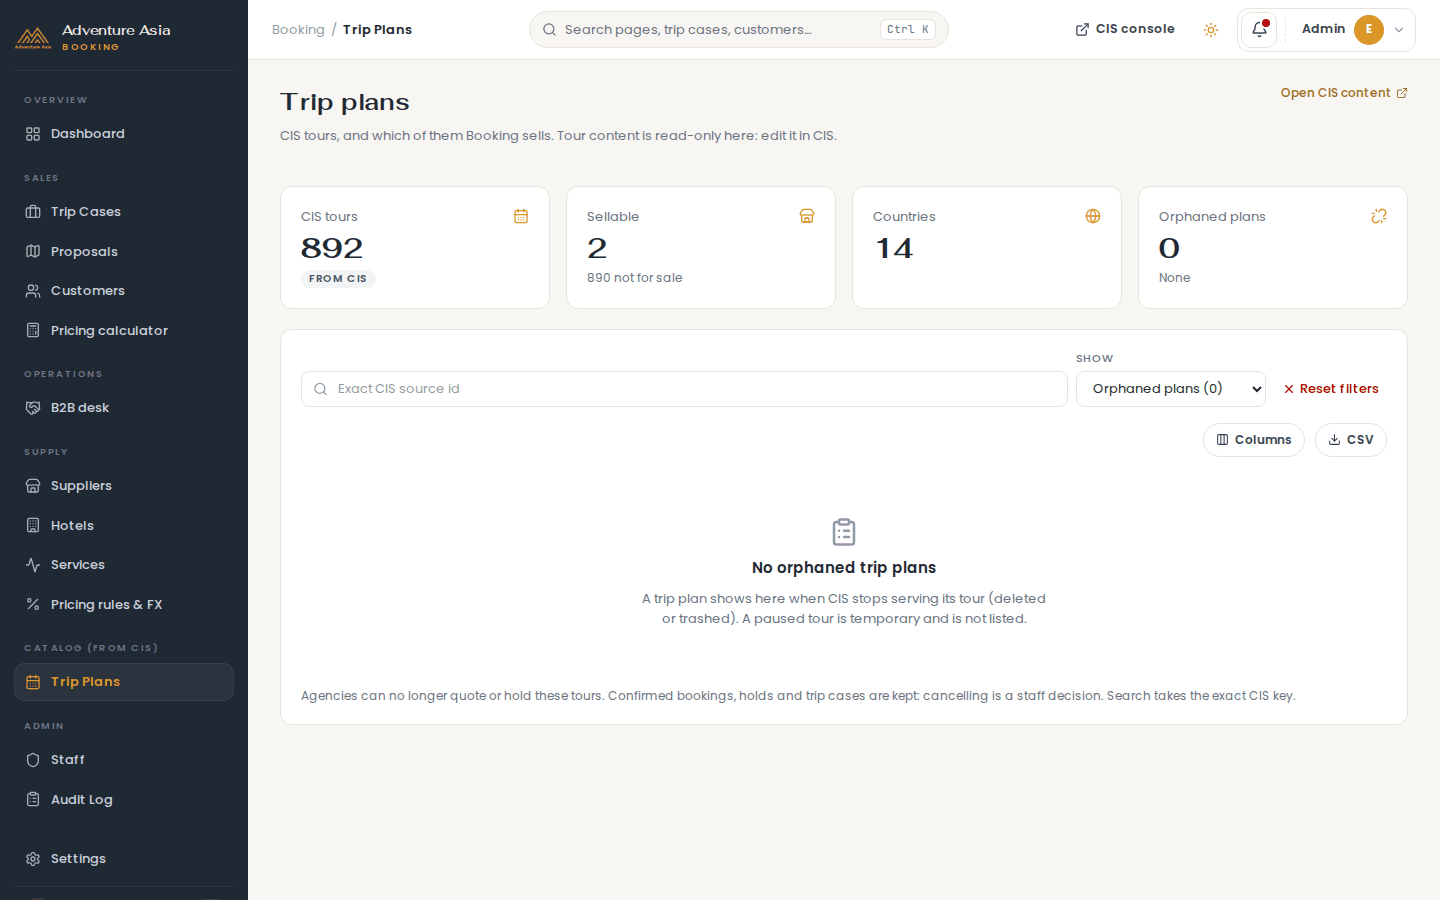 Adventure Asia
BOOKING
Adventure Asia
OVERVIEW
Dashboard
SALES
Trip Cases
Proposals
Customers
Pricing calculator
OPERATIONS
B2B desk
SUPPLY
Suppliers
Hotels
Services
Pricing rules & FX
CATALOG (FROM CIS)
Trip Plans
ADMIN
Staff
Audit Log
Settings
Booking / Trip Plans
Search pages, trip cases, customers…
Ctrl K
CIS console
Admin
E
Trip plans
Open CIS content
CIS tours, and which of them Booking sells. Tour content is read-only here: edit it in CIS.
CIS tours
892
FROM CIS
Sellable
2
890 not for sale
Countries
14
Orphaned plans
0
None
SHOW
Exact CIS source id
Orphaned plans (0)
Reset filters
Columns
CSV
No orphaned trip plans
A trip plan shows here when CIS stops serving its tour (deleted
or trashed). A paused tour is temporary and is not listed.
Agencies can no longer quote or hold these tours. Confirmed bookings, holds and trip cases are kept: cancelling is a staff decision. Search takes the exact CIS key.